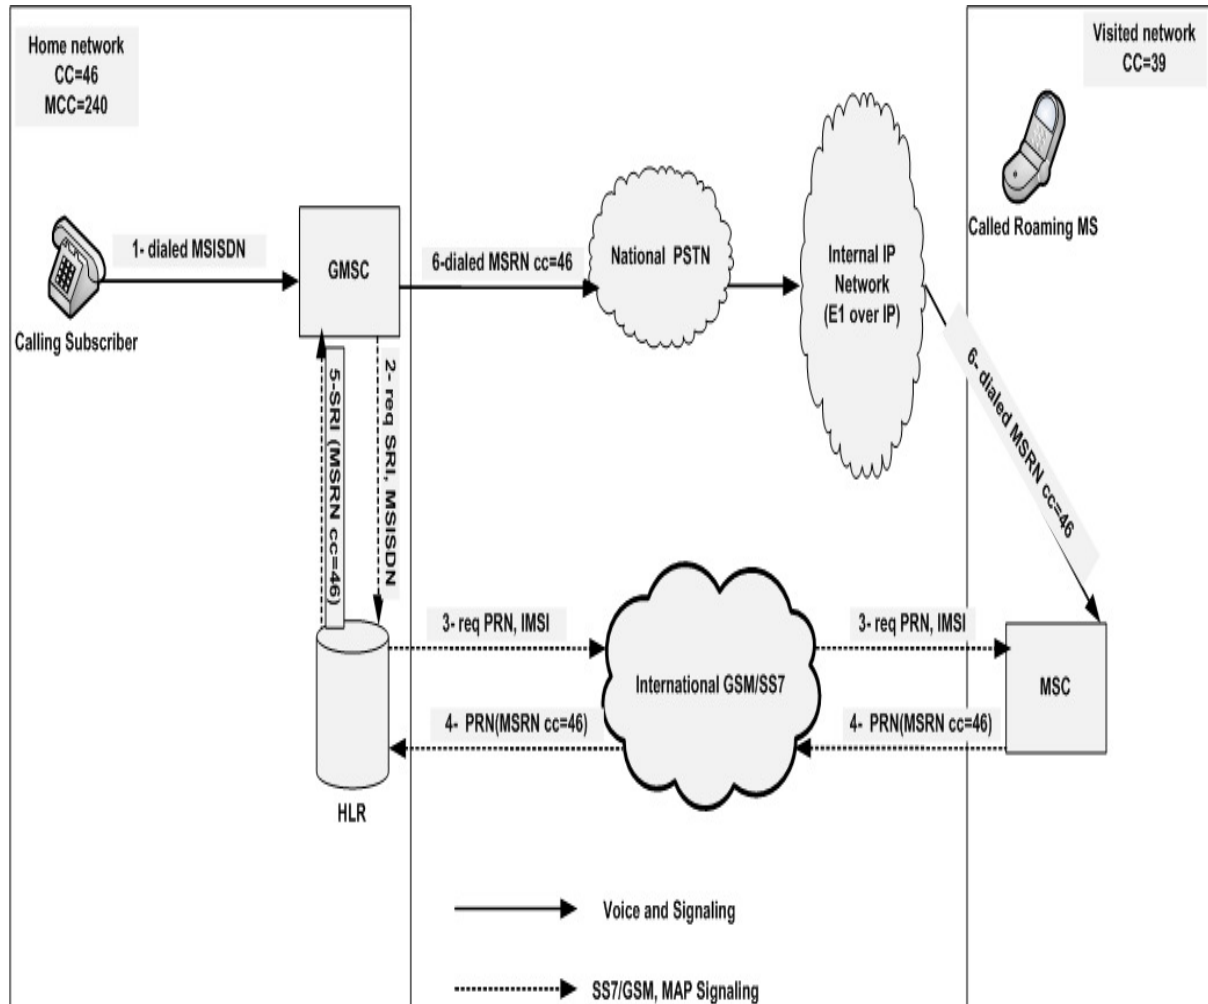 Home network
CC=46
MCC=240
Visited network
CC=39
Called Roaming MS
1- dialed MSISDN
GMSC
6-dialed MSRN cc=46
National PSTN
Internal IP
Network
(E1 over IP)
Calling Subscriber
5-SRI (MSRN cc=46)
2- req SRI, MSISDN
6- dialed MSRN cc=46
3- req PRN, IMSI
International GSM/SS7
3- req PRN, IMSI
MSC
4- PRN(MSRN cc=46)
4- PRN(MSRN cc=46)
HLR
Voice and Signaling
SS7/GSM, MAP Signaling